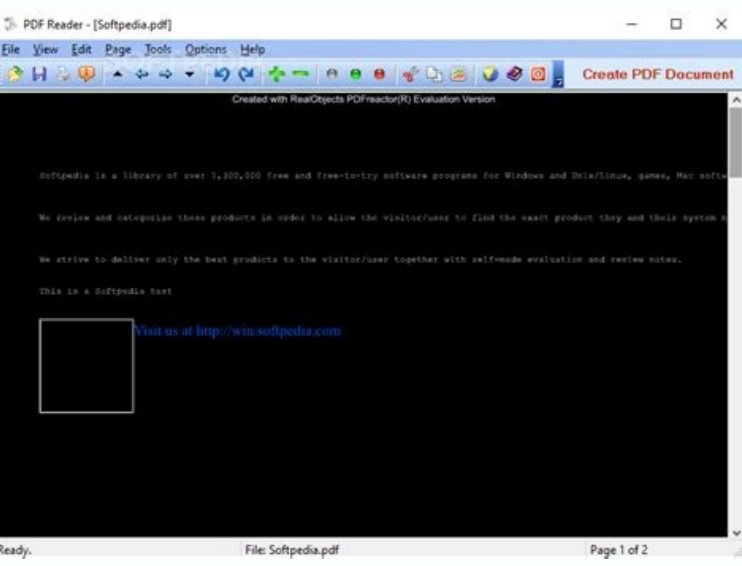 PDF Reader - [Softpedia.pdf]
File View Edit Page Tools Options Help
Create PDF Document
Created with RealObjects PDFreactor(R) Evaluation Version
Softpedia is a library of over 1,300,000 free and free-to-try software programs for Windows and Unix/Linux, games, Mac softw
We review and categorize these products in order to allow the visitor/user to find the exact product they and their system n
We strive to deliver only the best products to the visitor/user together with self-made evaluation and review notes.
This is a Softpedia test
Visit us at http://win.softpedia.com
Ready. File: Softpedia.pdf Page 1 of 2